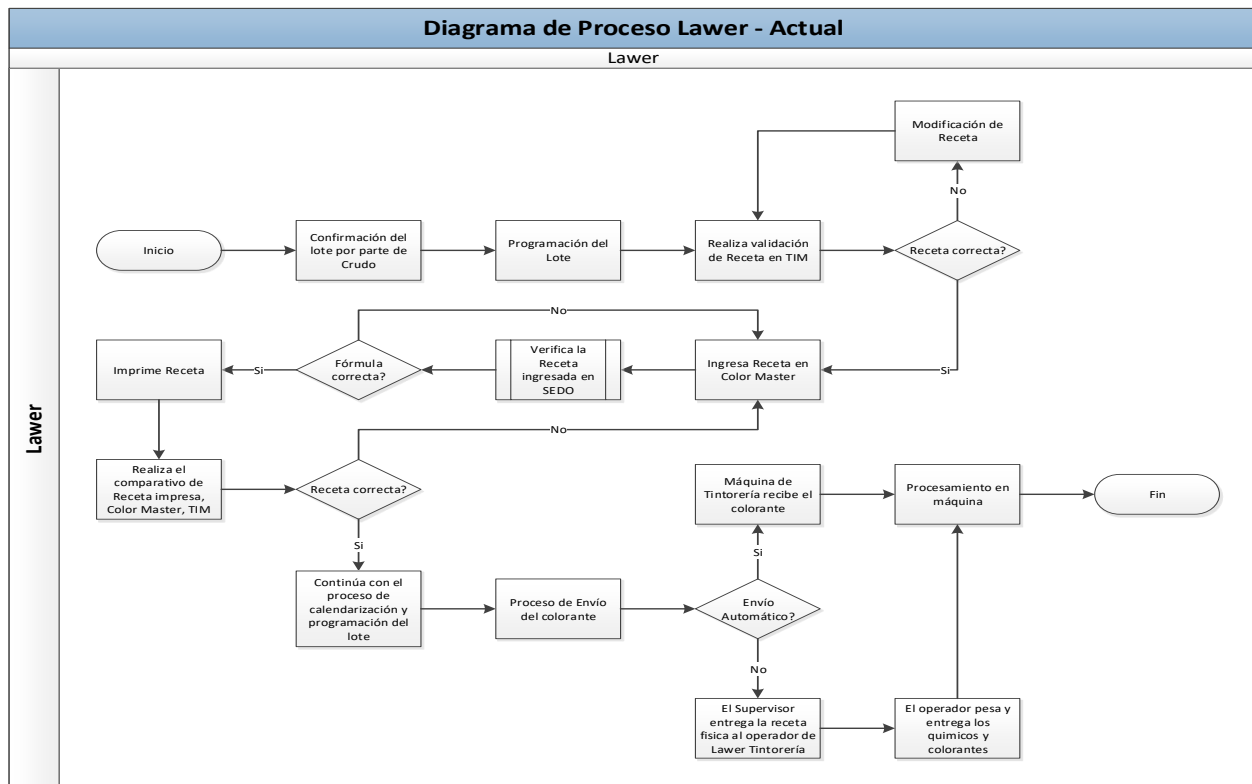 Diagrama de Proceso Lawer - Actual
Lawer
Lawer
Modificación de
Receta
No
Inicio
Confirmación del
lote por parte de
Crudo
Programación del
Lote
Realiza validación
de Receta en TIM
Receta correcta?
No
Si
Imprime Receta
Si
Fórmula
correcta?
Verifica la
Receta
ingresada en
SEDO
Ingresa Receta en
Color Master
No
Realiza el
comparativo de
Receta impresa,
Color Master, TIM
Receta correcta?
Si
Máquina de
Tintorería recibe el
colorante
Procesamiento en
máquina
Fin
Si
Continúa con el
proceso de
calendarización y
programación del
lote
Proceso de Envío
del colorante
Envío
Automático?
No
El Supervisor
entrega la receta
fisica al operador de
Lawer Tintorería
El operador pesa y
entrega los
quimicos y
colorantes